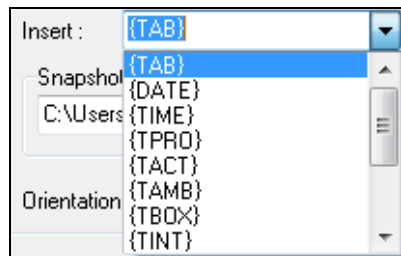 Insert : {TAB}
{TAB}
Snapshot {DATE}
C:\Users {TIME}
{TPRO}
{TACT}
Orientation {TAMB}
{TBOX}
{TINT}